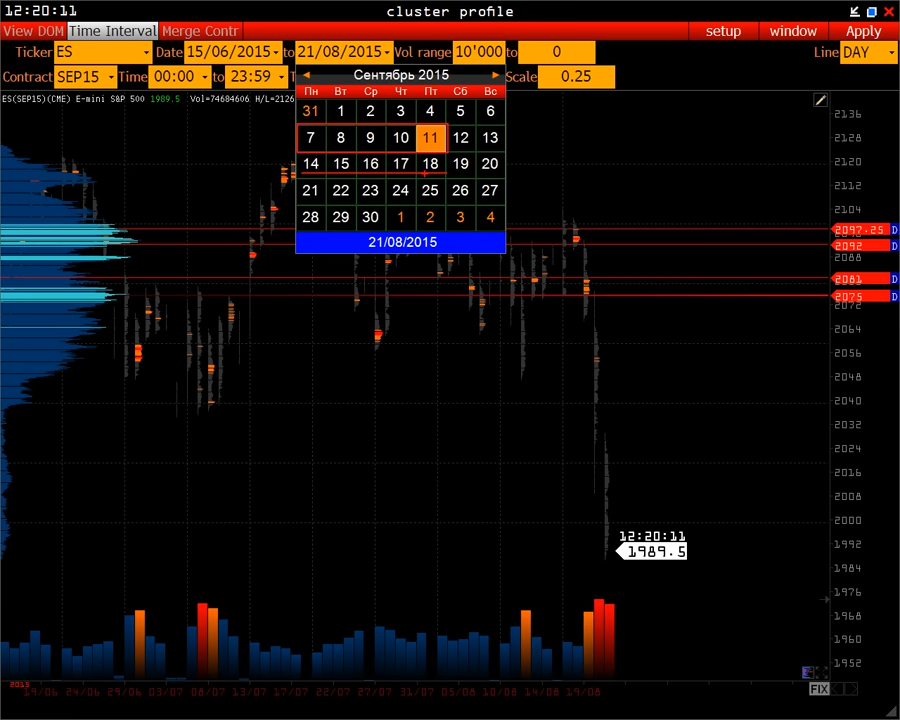 12:20:11 cluster profile
View DOM Time Interval Merge Contr setup window Apply
Ticker ES Date 15/06/2015 to 21/08/2015 Vol range 10'000 to 0 Line DAY
Contract SEP15 Time 00:00 to 23:59 Scale 0.25
Сентябрь 2015
Пн Вт Ср Чт Пт Сб Вс
31 1 2 3 4 5 6
7 8 9 10 11 12 13
14 15 16 17 18 19 20
21 22 23 24 25 26 27
28 29 30 1 2 3 4
21/08/2015
ES(SEP15)(CME) E-mini S&P 500 1989.5 Vol=74684606 H/L=2126
2136
2128
2120
2112
2104
2097.25 D
2092 D
2088
2081 D
2075 D
2072
2064
2056
2048
2040
2032
2024
2016
2008
2000
1992
1984
1976
1968
1960
1952
12:20:11
1989.5
2015
19/06 24/06 29/06 03/07 08/07 13/07 17/07 22/07 27/07 31/07 05/08 10/08 14/08 19/08
FIX